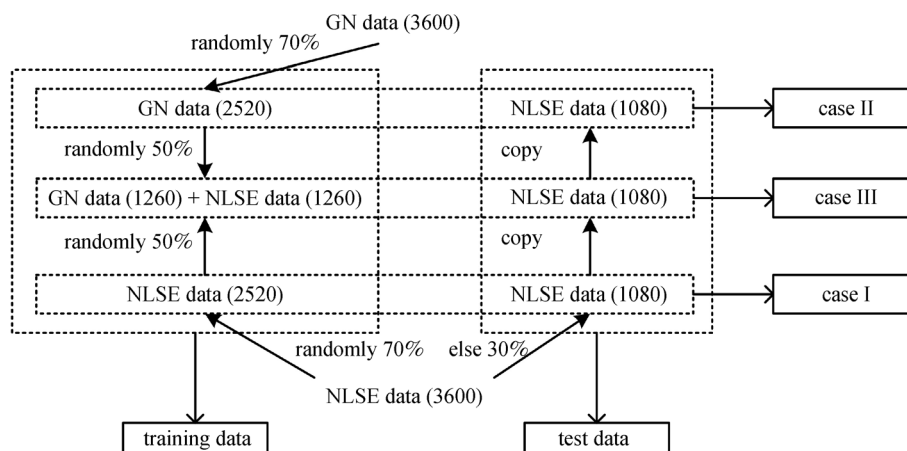 GN data (3600)
randomly 70%
GN data (2520)
NLSE data (1080)
case II
randomly 50%
copy
GN data (1260) + NLSE data (1260)
NLSE data (1080)
case III
randomly 50%
copy
NLSE data (2520)
NLSE data (1080)
case I
randomly 70%
else 30%
NLSE data (3600)
training data
test data